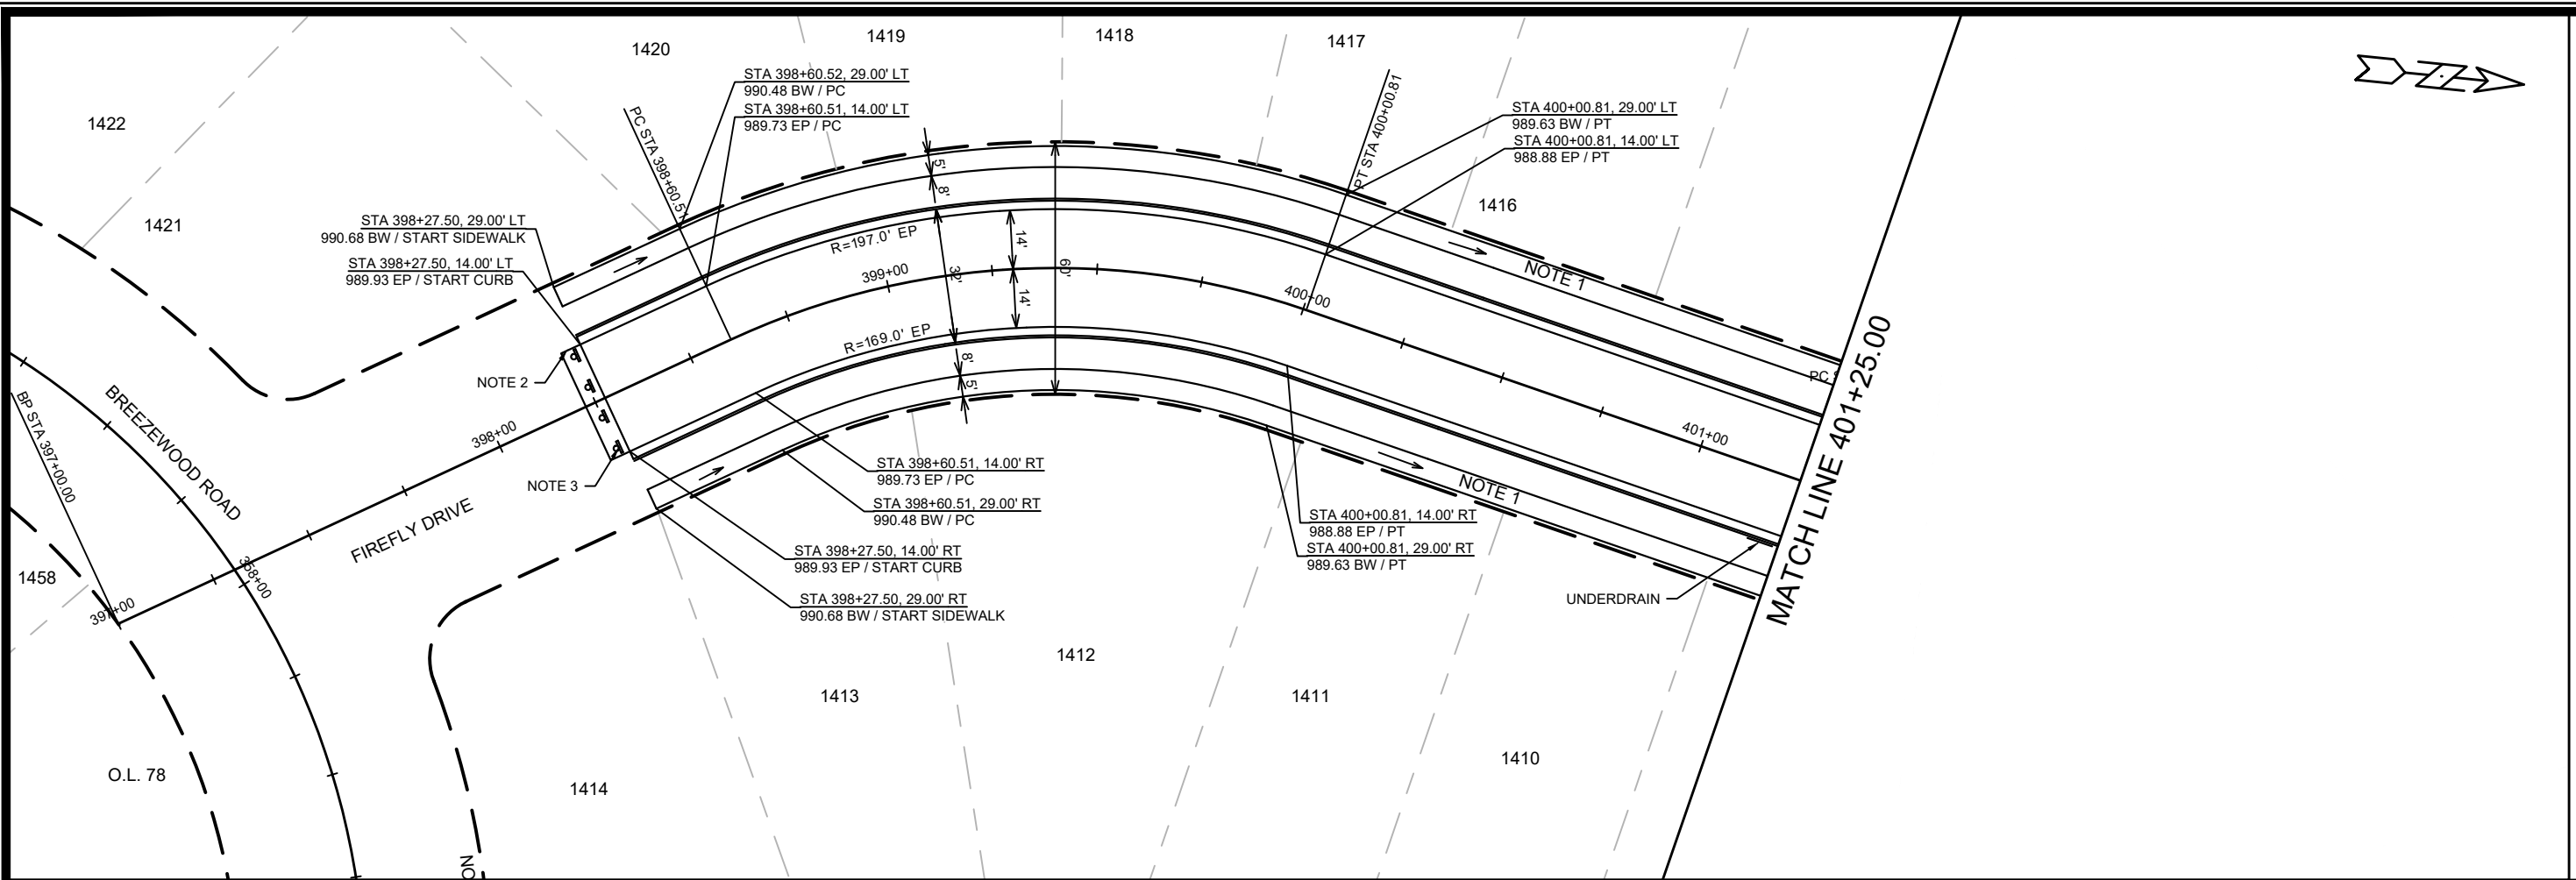 1420
1419
1418
1417
1422
1421
1416
STA 398+60.52, 29.00' LT
990.48 BW / PC
STA 398+60.51, 14.00' LT
989.73 EP / PC
PC STA 398+60.51
PT STA 400+00.81
STA 400+00.81, 29.00' LT
989.63 BW / PT
STA 400+00.81, 14.00' LT
988.88 EP / PT
STA 398+27.50, 29.00' LT
990.68 BW / START SIDEWALK
STA 398+27.50, 14.00' LT
989.93 EP / START CURB
5'
8'
R=197.0' EP
14'
399+00
32'
60'
14'
400+00
NOTE 1
R=169.0' EP
8'
5'
NOTE 2
PC S
MATCH LINE 401+25.00
BP STA 397+00.00
BREEZEWOOD ROAD
398+00
401+00
NOTE 3
STA 398+60.51, 14.00' RT
989.73 EP / PC
STA 398+60.51, 29.00' RT
990.48 BW / PC
NOTE 1
STA 400+00.81, 14.00' RT
988.88 EP / PT
STA 400+00.81, 29.00' RT
989.63 BW / PT
FIREFLY DRIVE
STA 398+27.50, 14.00' RT
989.93 EP / START CURB
STA 398+27.50, 29.00' RT
990.68 BW / START SIDEWALK
1458
358+00
397+00
UNDERDRAIN
1412
1413
1411
1410
O.L. 78
1414
NO
Z